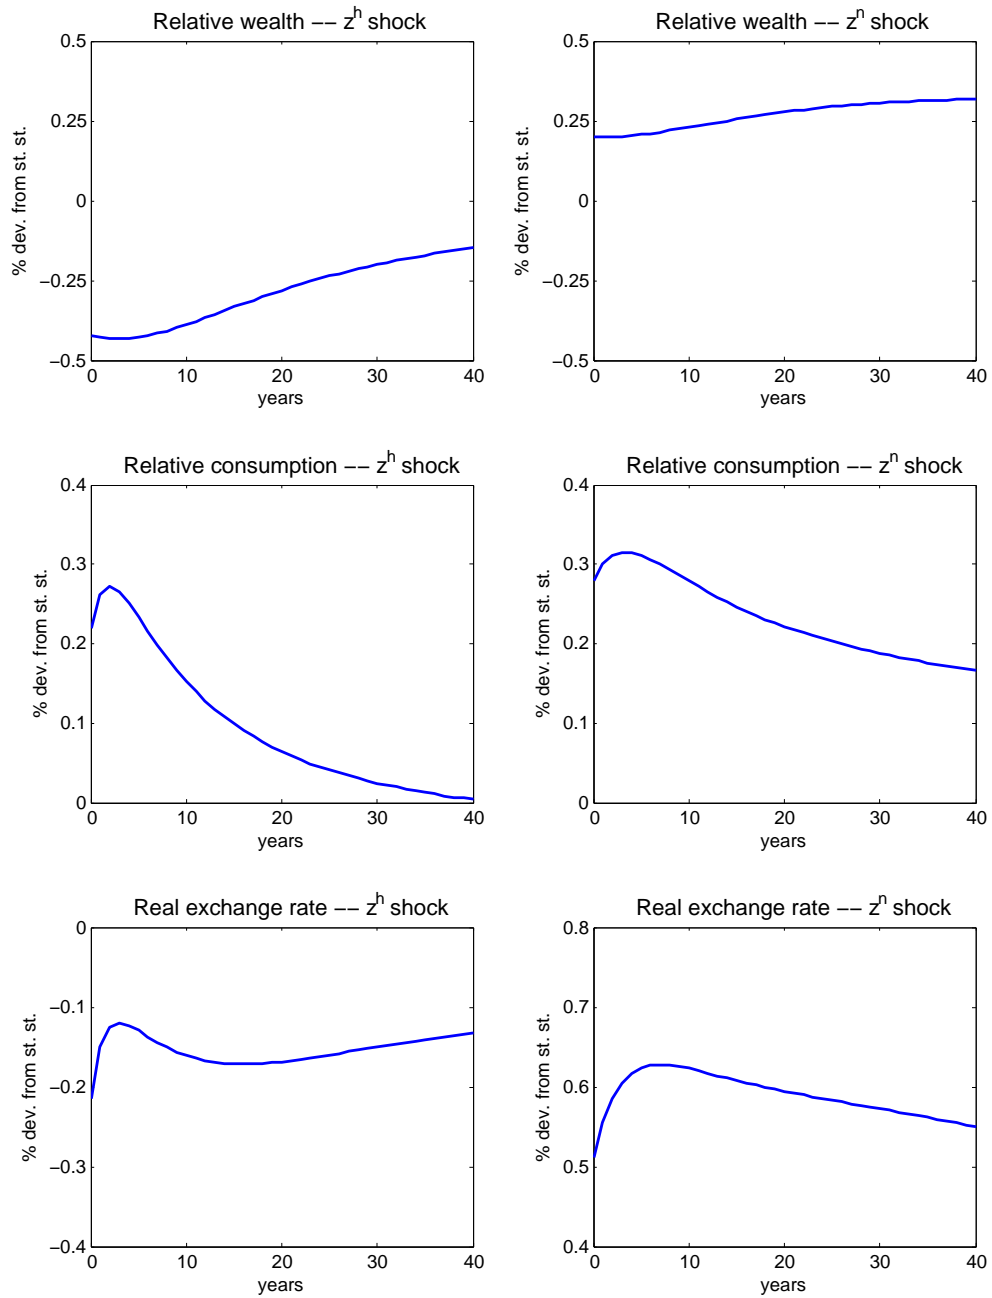 Relative wealth −− z^h shock
0.5
0.25
0
−0.25
−0.5
% dev. from st. st.
0 10 20 30 40
years
Relative wealth −− z^n shock
0.5
0.25
0
−0.25
−0.5
% dev. from st. st.
0 10 20 30 40
years
Relative consumption −− z^h shock
0.4
0.3
0.2
0.1
0
% dev. from st. st.
0 10 20 30 40
years
Relative consumption −− z^n shock
0.4
0.3
0.2
0.1
0
% dev. from st. st.
0 10 20 30 40
years
Real exchange rate −− z^h shock
0
−0.1
−0.2
−0.3
−0.4
% dev. from st. st.
0 10 20 30 40
years
Real exchange rate −− z^n shock
0.8
0.7
0.6
0.5
0.4
% dev. from st. st.
0 10 20 30 40
years